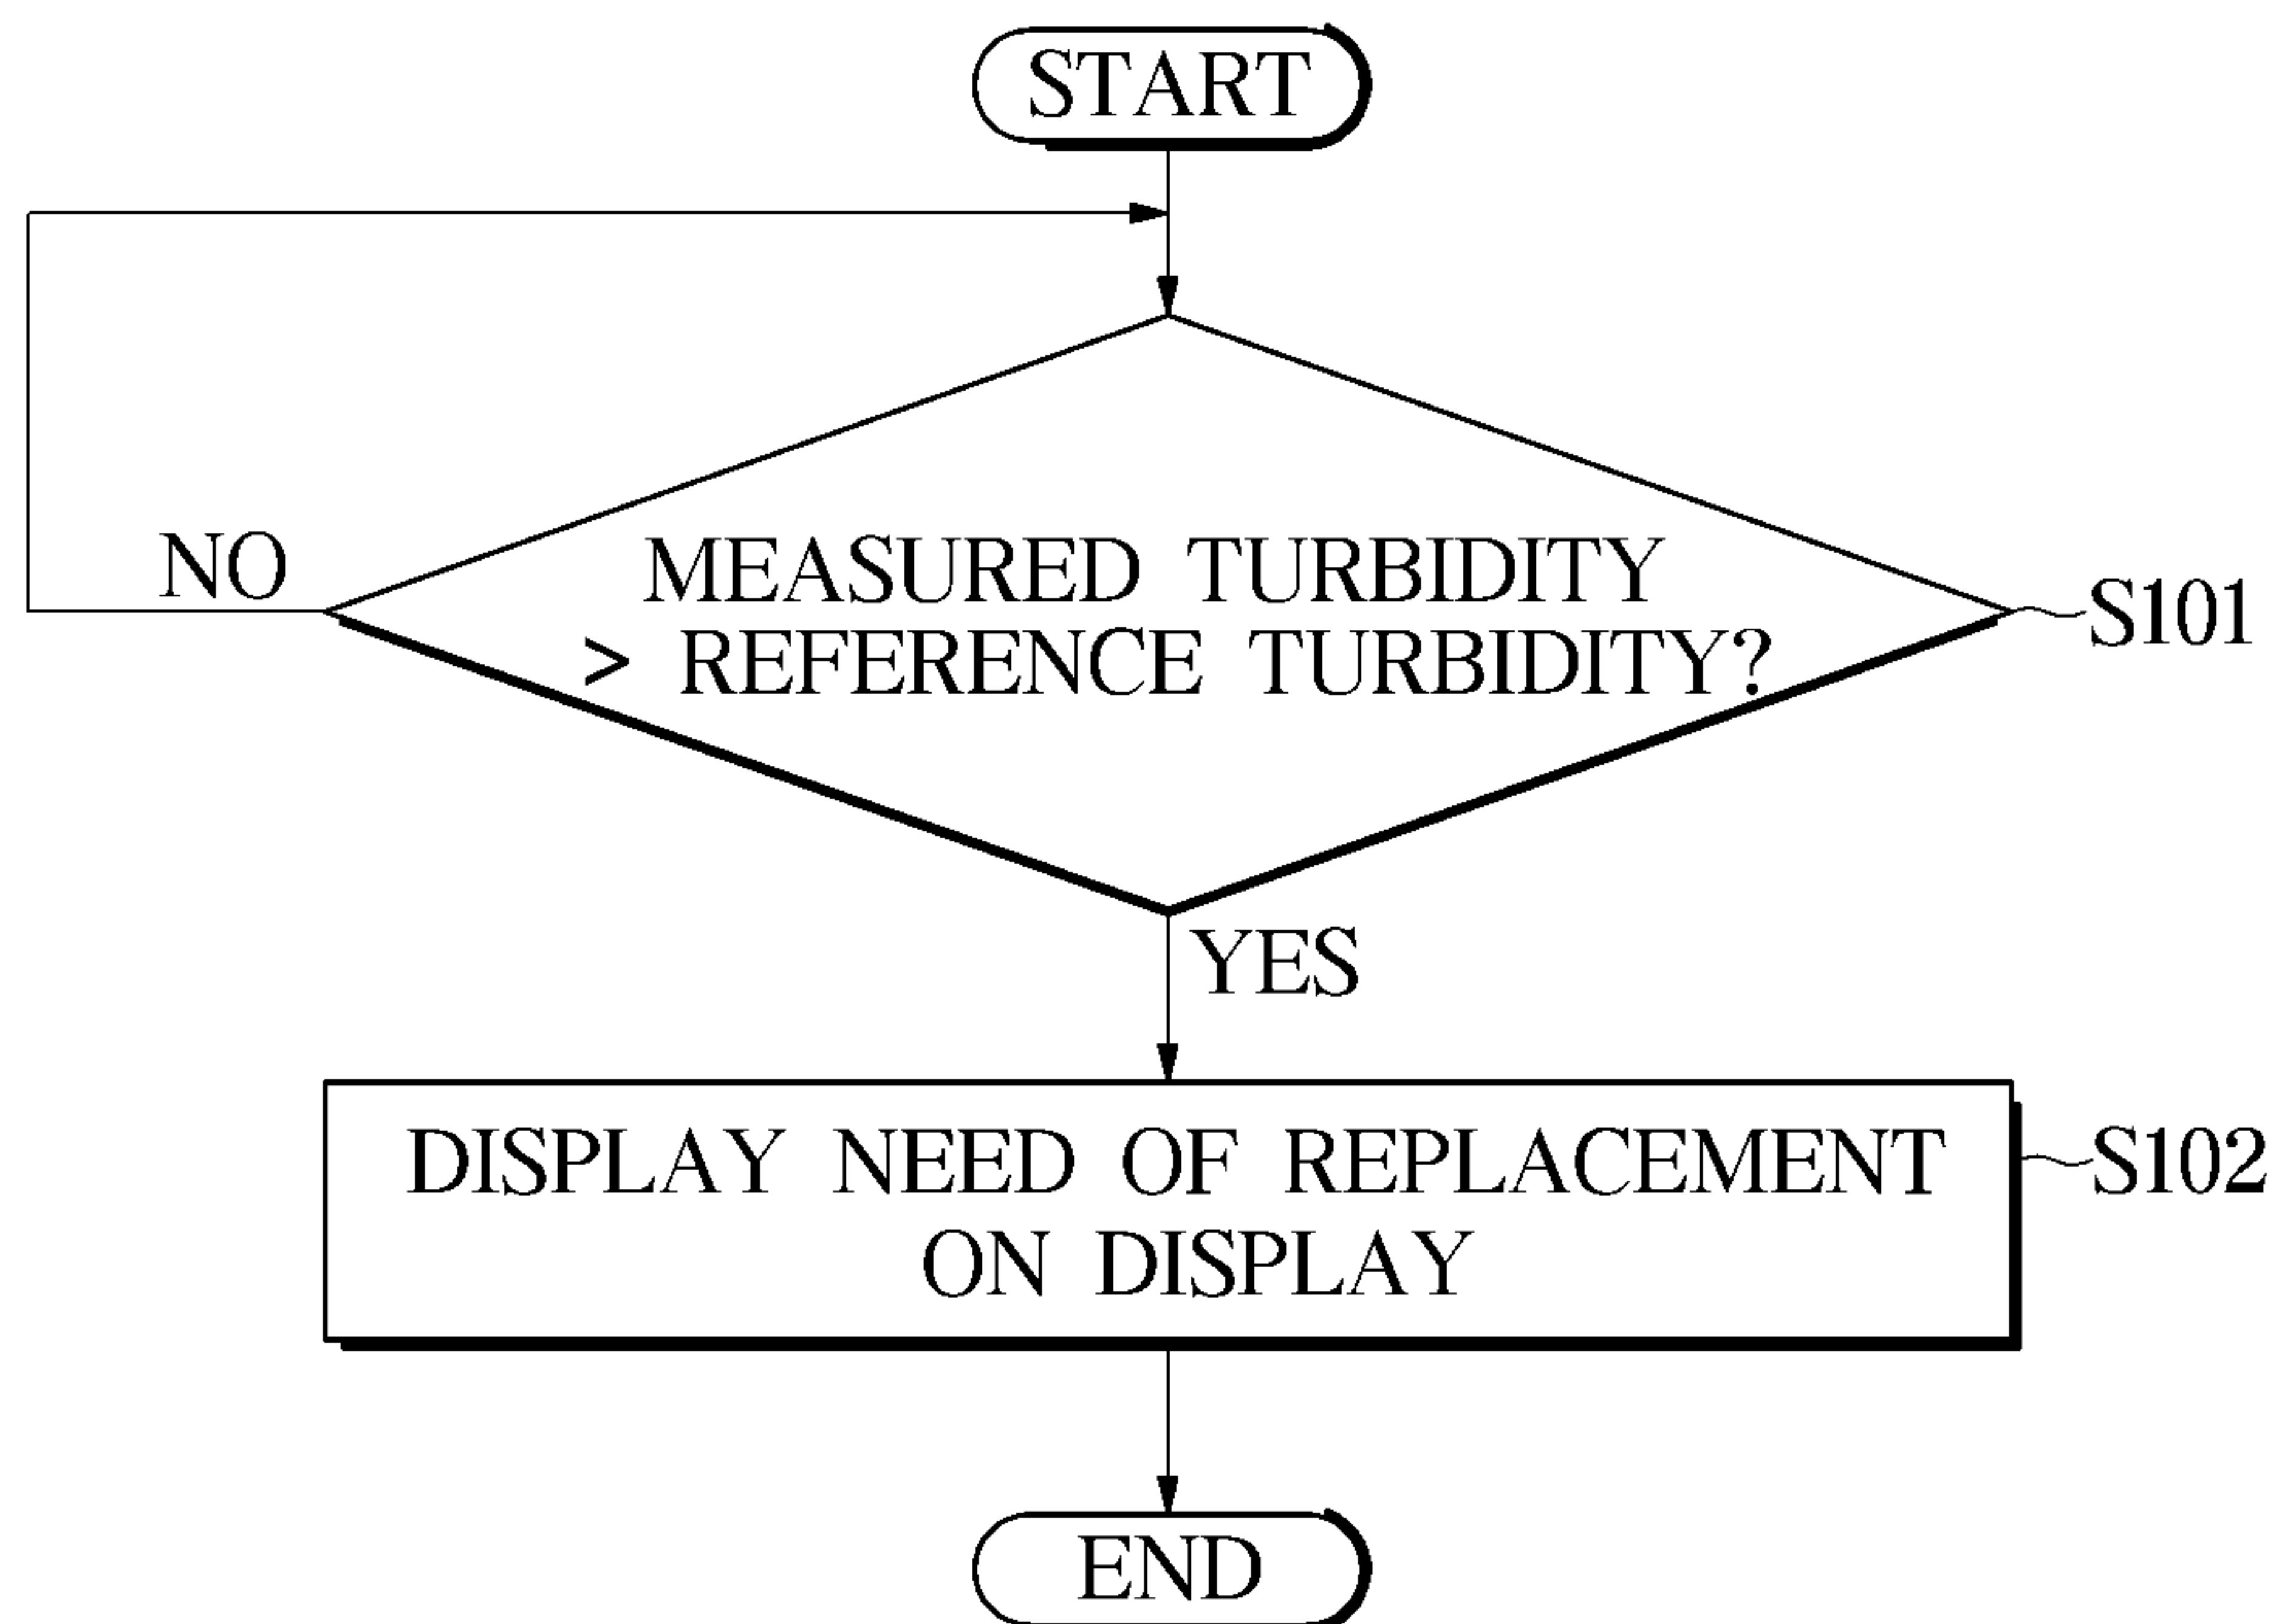 START
NO
MEASURED TURBIDITY
> REFERENCE TURBIDITY?
S101
YES
DISPLAY NEED OF REPLACEMENT
ON DISPLAY
S102
END